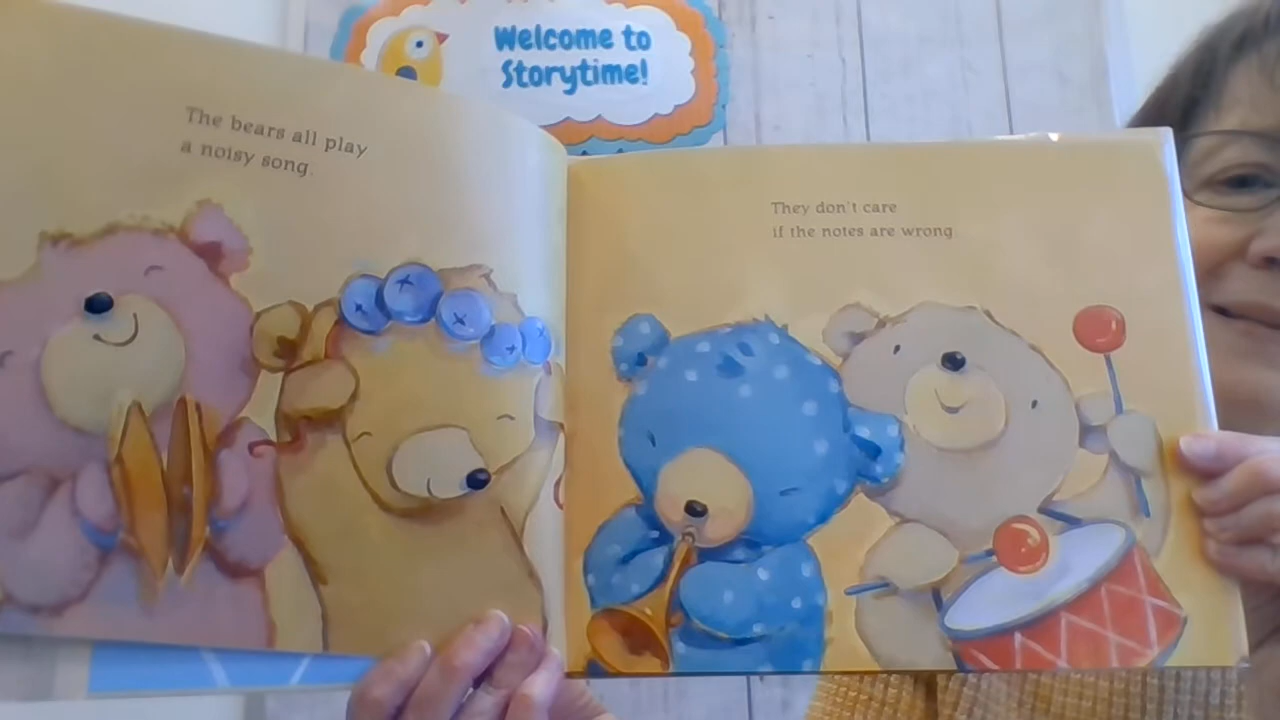 Welcome to
Storytime!
The bears all play
a noisy song.
They don't care
if the notes are wrong.